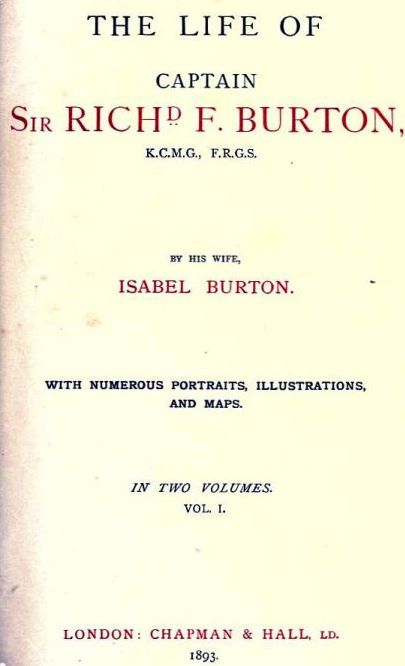 THE LIFE OF
CAPTAIN
SIR RICHD F. BURTON,
K.C.M.G., F.R.G.S.
BY HIS WIFE,
ISABEL BURTON.
WITH NUMEROUS PORTRAITS, ILLUSTRATIONS,
AND MAPS.
IN TWO VOLUMES.
VOL. I.
LONDON: CHAPMAN & HALL, LD.
1893.